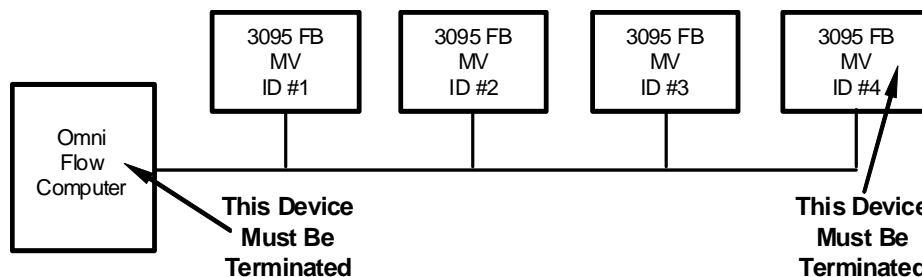 3095 FB
MV
ID #1
3095 FB
MV
ID #2
3095 FB
MV
ID #3
3095 FB
MV
ID #4
Omni
Flow
Computer
This Device
Must Be
Terminated
This Device
Must Be
Terminated